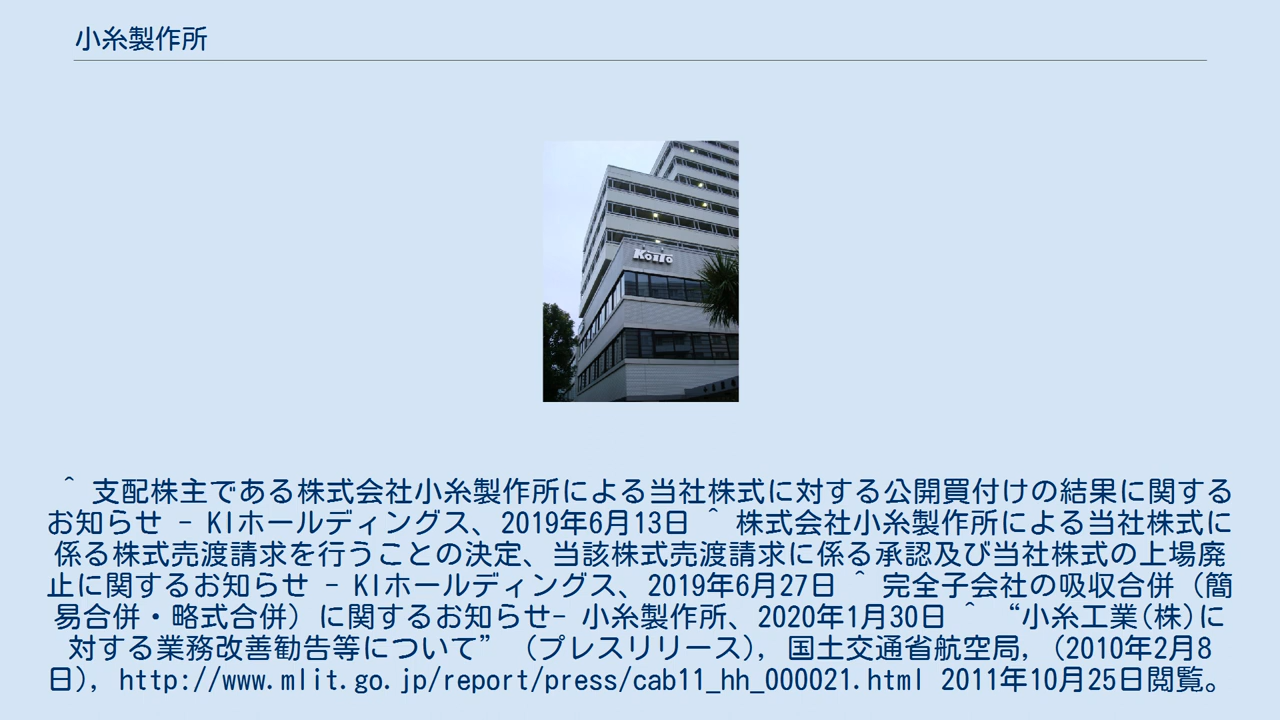 小糸製作所
KOITO
＾ 支配株主である株式会社小糸製作所による当社株式に対する公開買付けの結果に関する
お知らせ - KIホールディングス、2019年6月13日 ＾ 株式会社小糸製作所による当社株式に
係る株式売渡請求を行うことの決定、当該株式売渡請求に係る承認及び当社株式の上場廃
止に関するお知らせ - KIホールディングス、2019年6月27日 ＾ 完全子会社の吸収合併（簡
易合併・略式合併）に関するお知らせ- 小糸製作所、2020年1月30日 ＾ “小糸工業(株)に
対する業務改善勧告等について” （プレスリリース), 国土交通省航空局, (2010年2月8
日), http://www.mlit.go.jp/report/press/cab11_hh_000021.html 2011年10月25日閲覧。